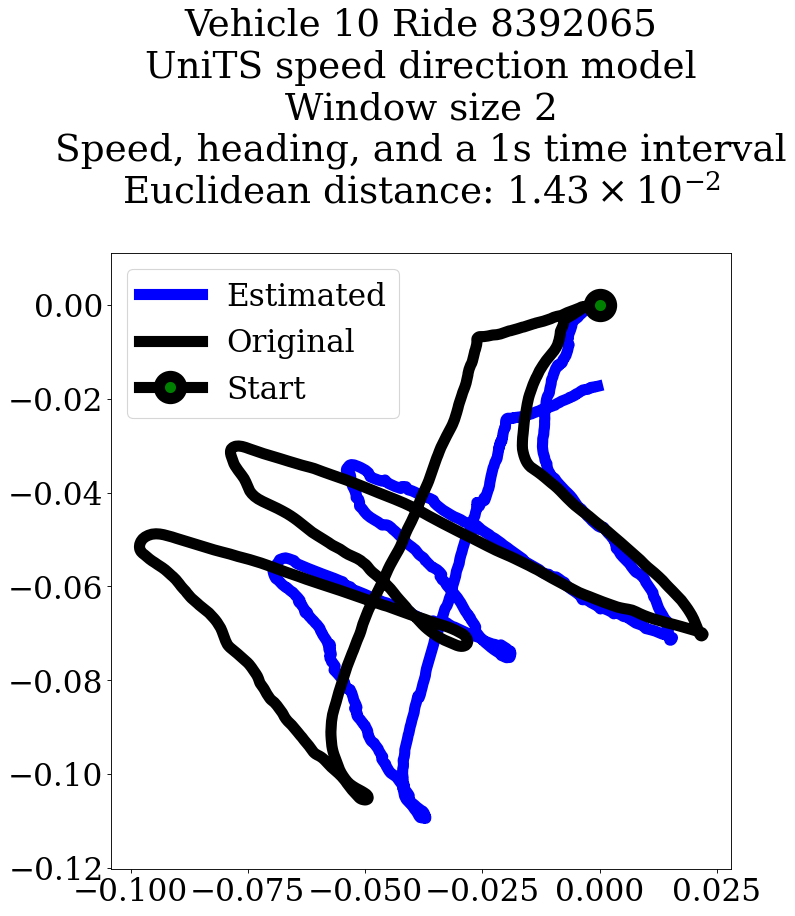 Vehicle 10 Ride 8392065
UniTS speed direction model
Window size 2
Speed, heading, and a 1s time interval
Euclidean distance: 1.43 × 10⁻²
Estimated
Original
Start
0.00
−0.02
−0.04
−0.06
−0.08
−0.10
−0.12
−0.100 −0.075 −0.050 −0.025 0.000 0.025